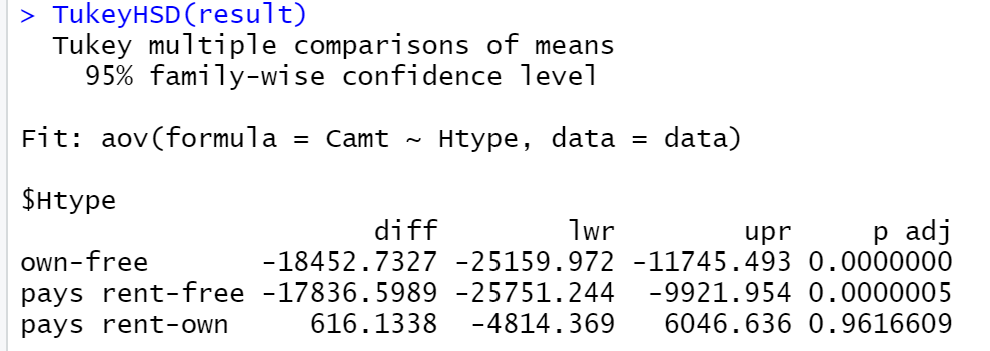 > TukeyHSD(result)
  Tukey multiple comparisons of means
    95% family-wise confidence level

Fit: aov(formula = Camt ~ Htype, data = data)

$Htype
                      diff        lwr        upr     p adj
own-free       -18452.7327 -25159.972 -11745.493 0.0000000
pays rent-free -17836.5989 -25751.244  -9921.954 0.0000005
pays rent-own     616.1338  -4814.369   6046.636 0.9616609